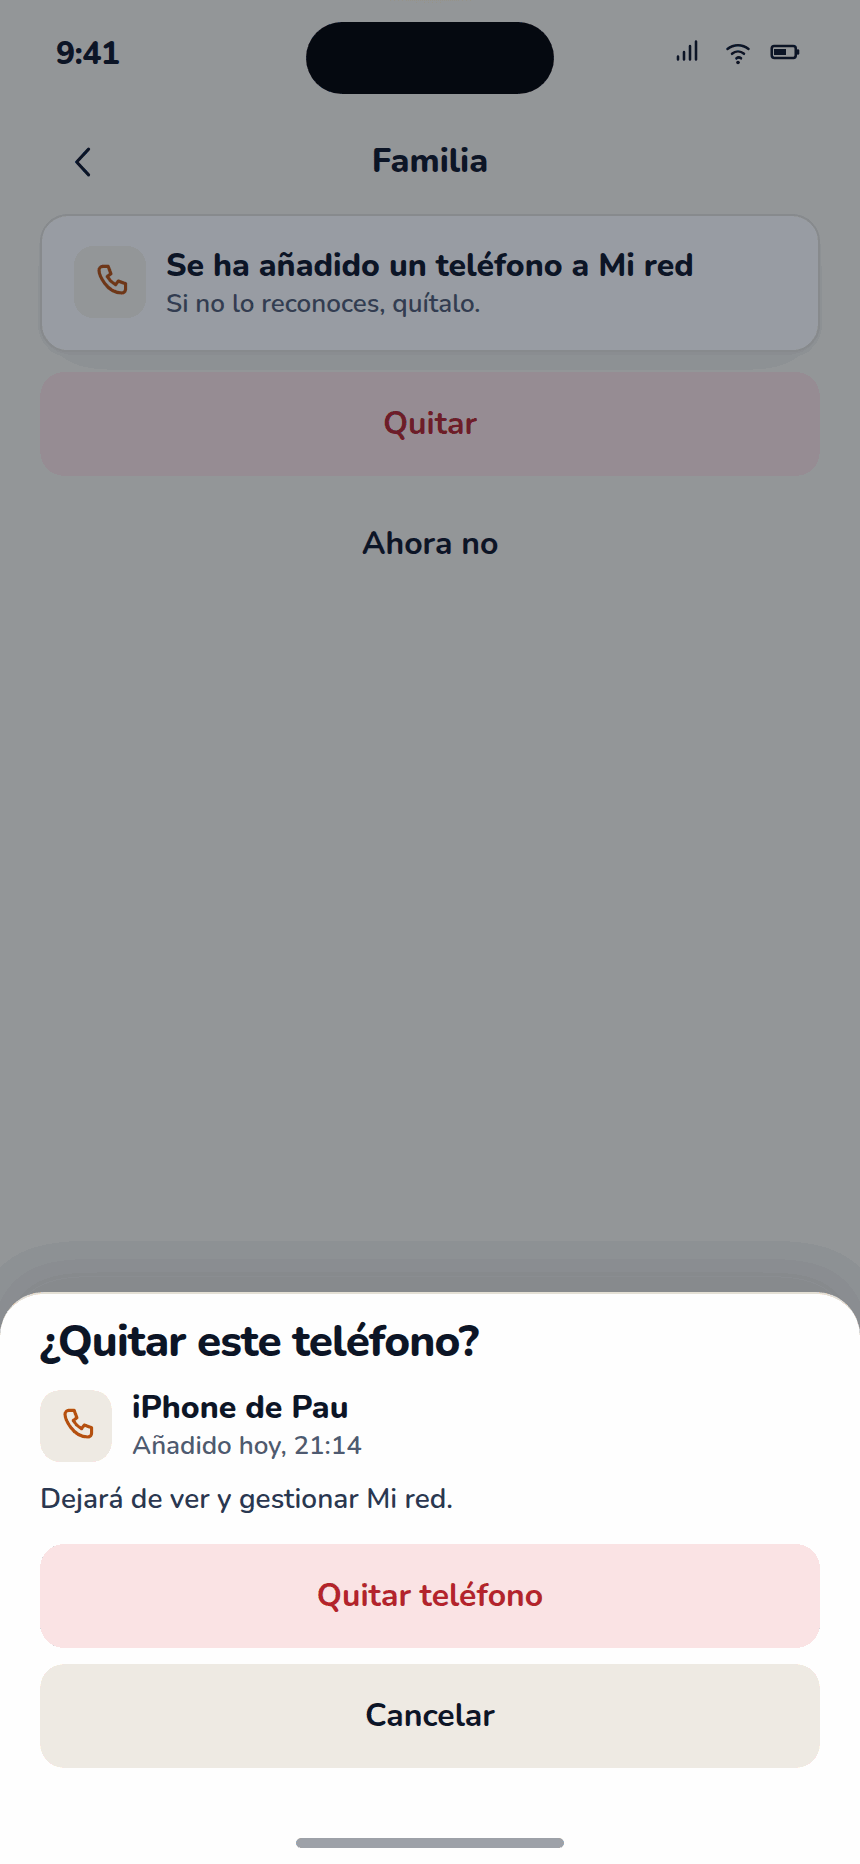 9:41
Familia
Se ha añadido un teléfono a Mi red
Si no lo reconoces, quítalo.
Quitar
Ahora no
¿Quitar este teléfono?
iPhone de Pau
Añadido hoy, 21:14
Dejará de ver y gestionar Mi red.
Quitar teléfono
Cancelar